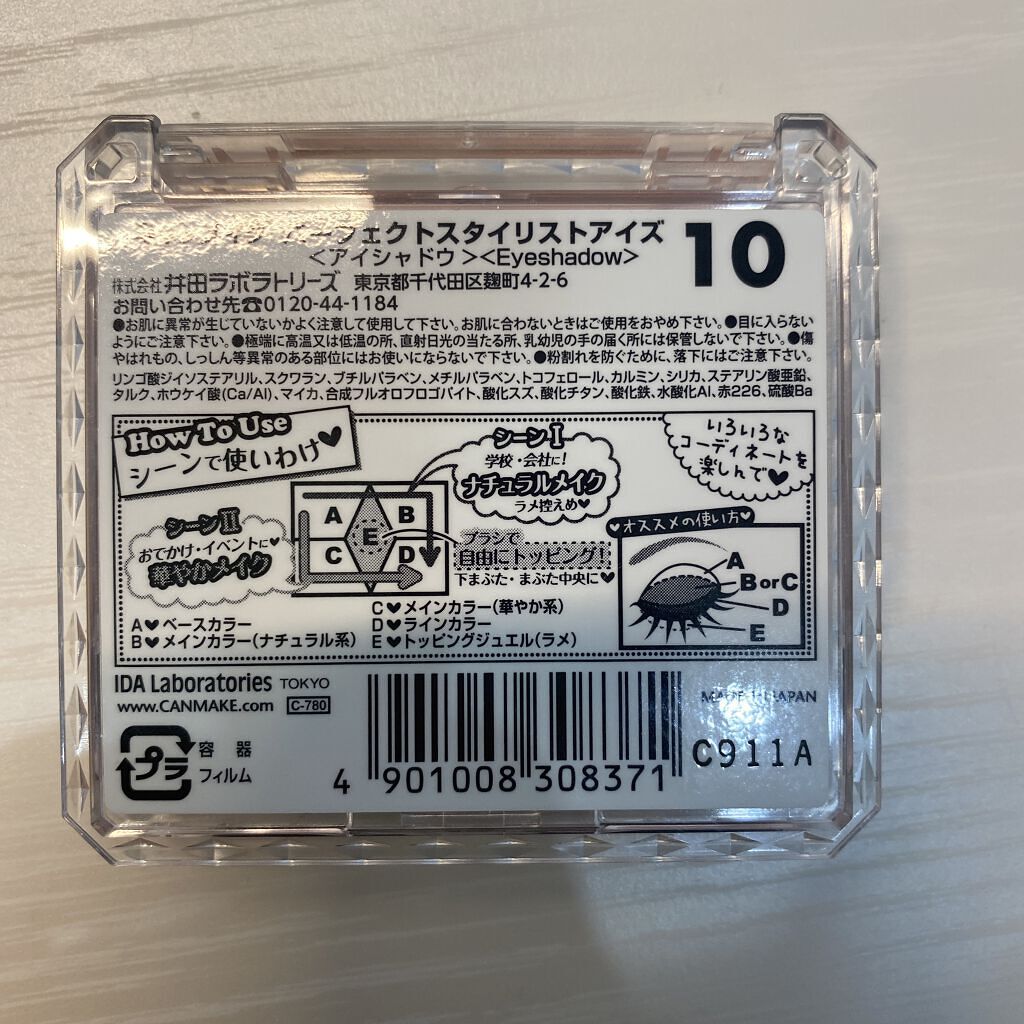 パーフェクトスタイリストアイズ
<アイシャドウ><Eyeshadow>
10
株式会社 井田ラボラトリーズ 東京都千代田区麹町4-2-6
お問い合わせ先☎0120-44-1184
●お肌に異常が生じていないかよく注意して使用して下さい。お肌に合わないときはご使用をおやめ下さい。●目に入らない
ようにご注意下さい。●極端に高温又は低温の所、直射日光の当たる所、乳幼児の手の届く所には保管しないで下さい。●傷
やはれもの、しっしん等異常のある部位にはお使いにならないで下さい。●粉割れを防ぐために、落下にはご注意下さい。
リンゴ酸ジイソステアリル、スクワラン、ブチルパラベン、メチルパラベン、トコフェロール、カルミン、シリカ、ステアリン酸亜鉛、
タルク、ホウケイ酸(Ca/Al)、マイカ、合成フルオロフロゴパイト、酸化スズ、酸化チタン、酸化鉄、水酸化Al、赤226、硫酸Ba
How To Use
シーンで使いわけ♥
シーンⅠ
学校・会社に!
ナチュラルメイク
ラメ控えめ♥
いろいろな
コーディネートを
楽しんで♥
シーンⅡ
おでかけ・イベントに♥
華やかメイク
A
B
E
C
D
ブラシで
自由にトッピング!
下まぶた・まぶた中央に♥
♥オススメの使い方♥
A
B or C
D
E
A♥ベースカラー
B♥メインカラー(ナチュラル系)
C♥メインカラー(華やか系)
D♥ラインカラー
E♥トッピングジュエル(ラメ)
IDA Laboratories TOKYO
www.CANMAKE.com C-780
MADE IN JAPAN
C911A
プラ
容器
フィルム
4 901008 308371